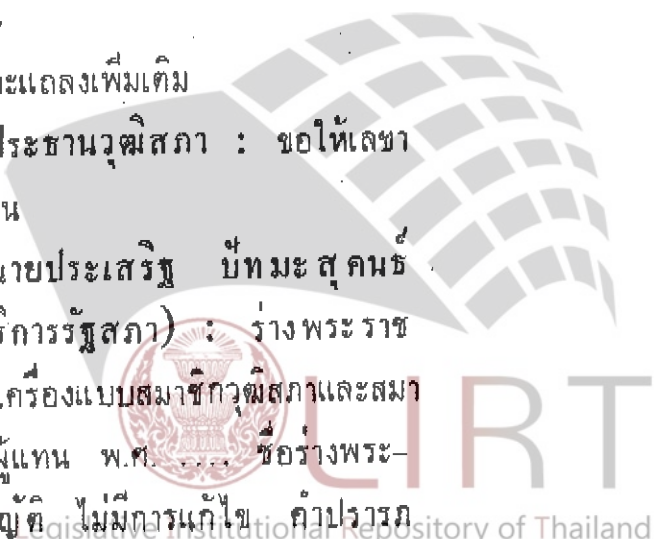 ะแถลงเพิ่มเติม
ประธานวุฒิสภา : ขอให้เลขา
น
นายประเสริฐ ปัทมะสุคนธ์
ริการรัฐสภา) : ร่างพระราช
เครื่องแบบสมาชิกวุฒิสภาและสมา
ผู้แทน พ.ศ. .... ชื่อร่างพระ–
ญัติ ไม่มีการแก้ไข คำปรารภ
LIRT
Legislative Institutional Repository of Thailand